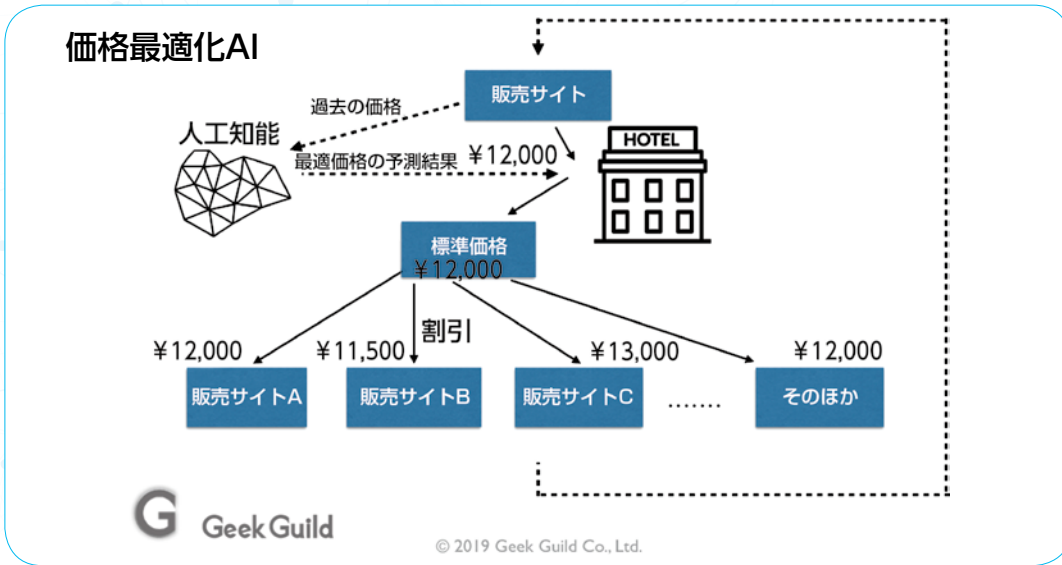 価格最適化AI
販売サイト
過去の価格
人工知能
HOTEL
最適価格の予測結果
¥12,000
標準価格
¥12,000
割引
¥12,000
¥11,500
¥13,000
¥12,000
販売サイトA
販売サイトB
販売サイトC
.......
そのほか
G Geek Guild
© 2019 Geek Guild Co., Ltd.